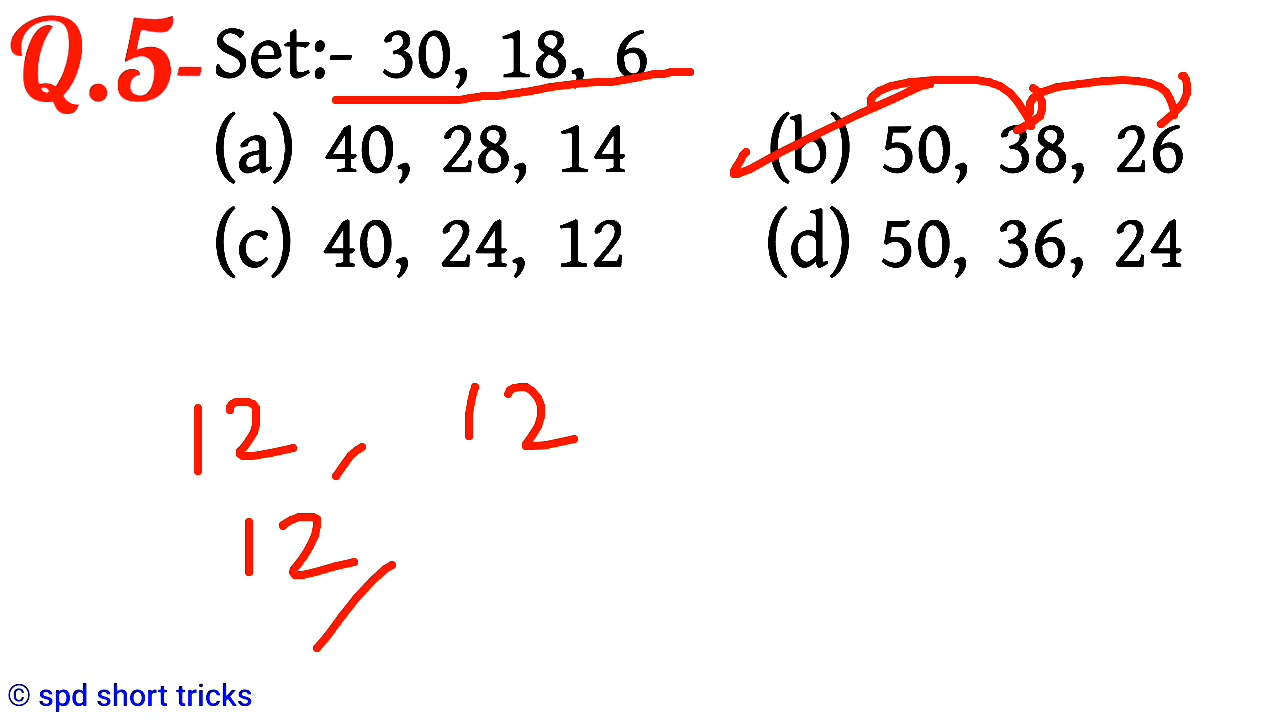 Q.5- Set:- 30, 18, 6
(a) 40, 28, 14 (b) 50, 38, 26
(c) 40, 24, 12 (d) 50, 36, 24
12, 12
12
© spd short tricks